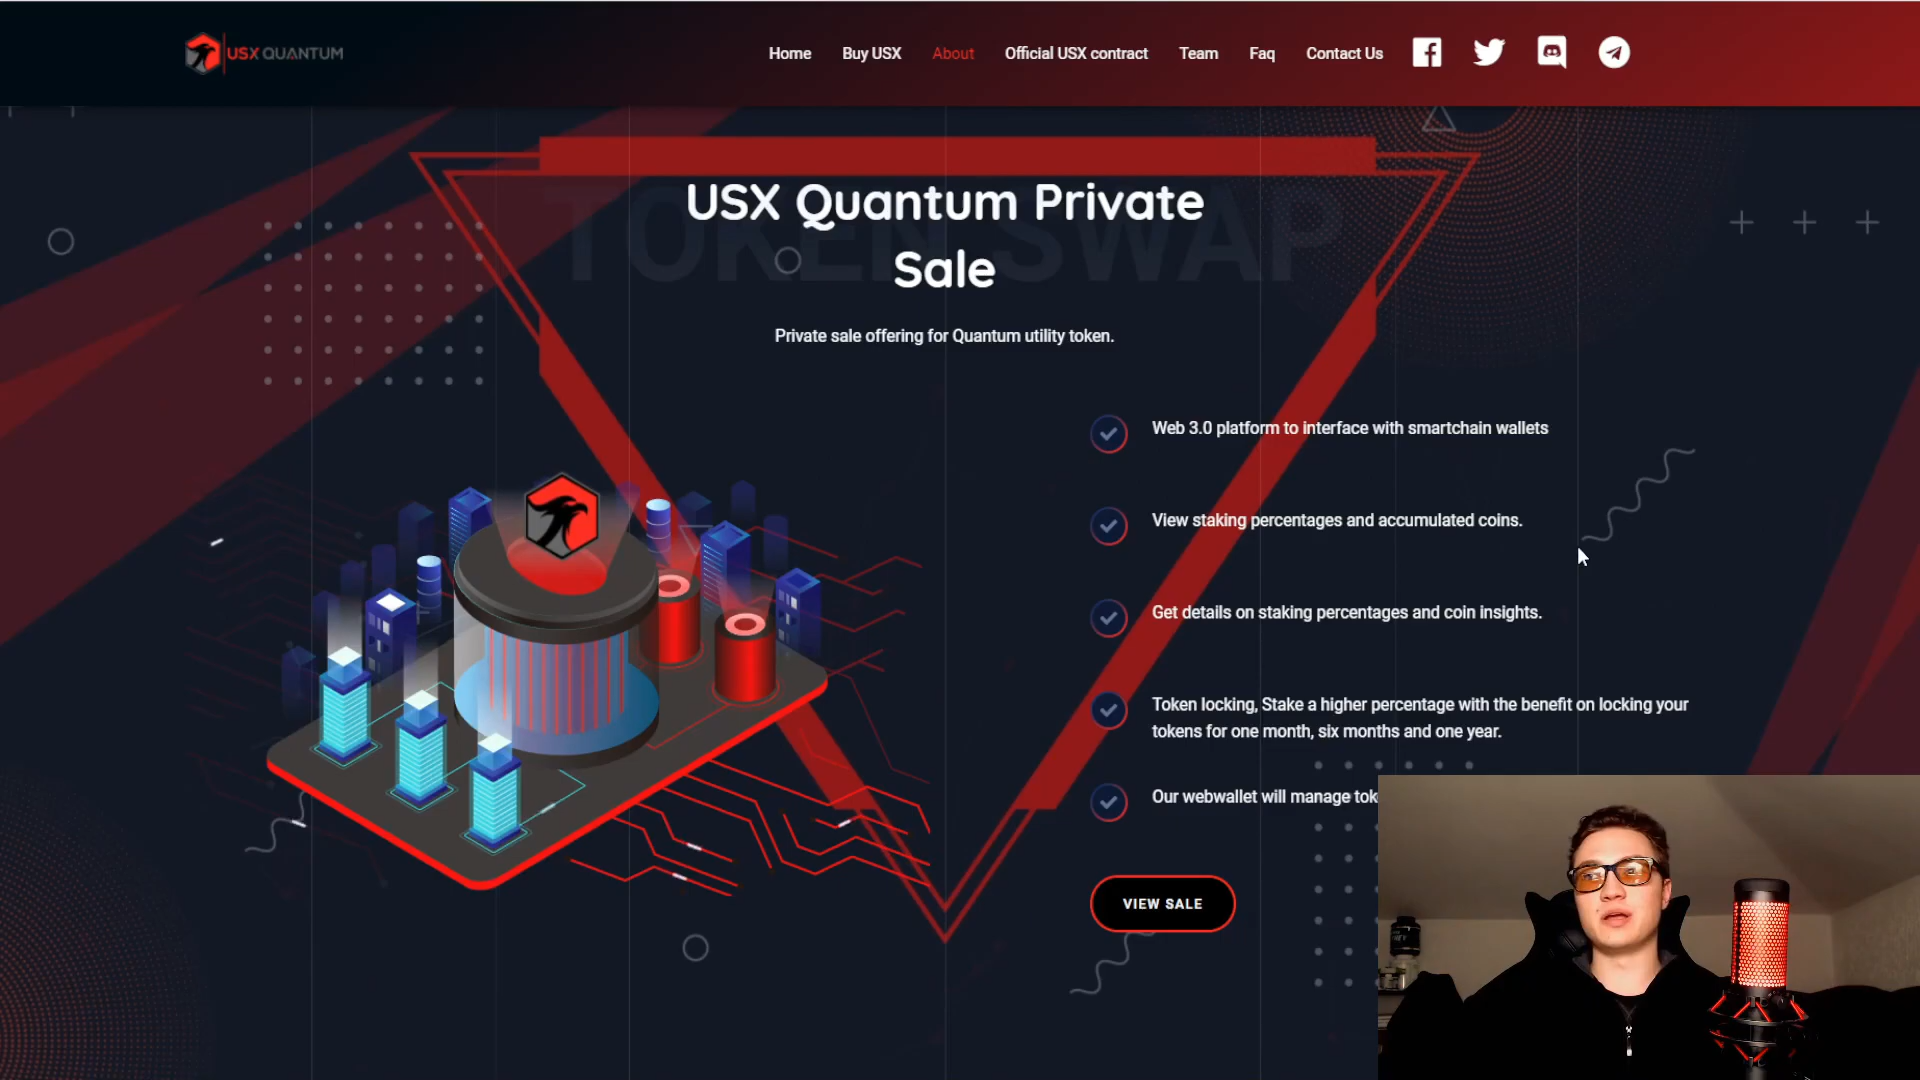 USX QUANTUM
Home Buy USX About Official USX contract Team Faq Contact Us
TOKEN SWAP
USX Quantum Private
Sale
Private sale offering for Quantum utility token.
Web 3.0 platform to interface with smartchain wallets
View staking percentages and accumulated coins.
Get details on staking percentages and coin insights.
Token locking, Stake a higher percentage with the benefit on locking your
tokens for one month, six months and one year.
Our webwallet will manage
VIEW SALE